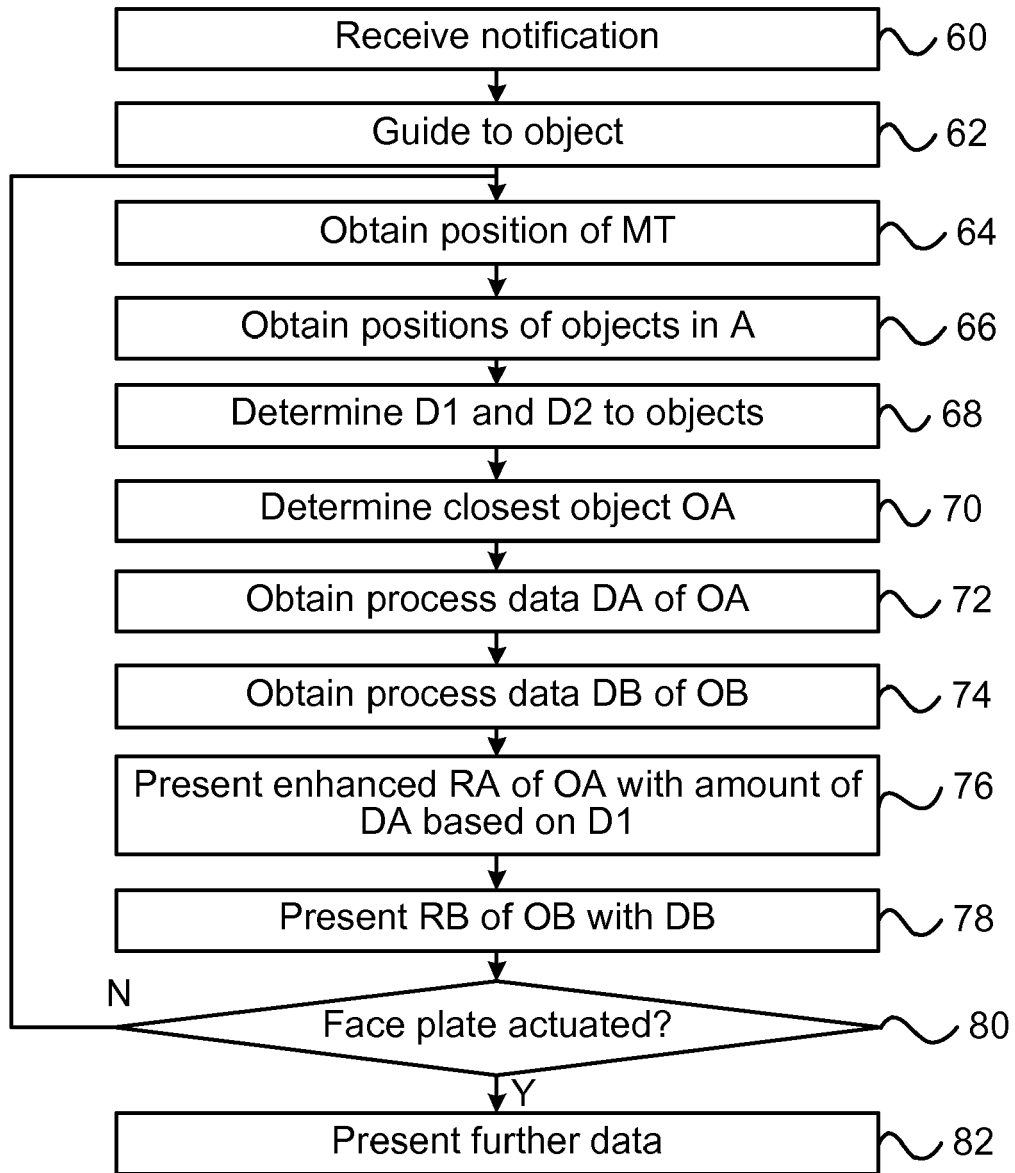 Receive notification 60
Guide to object 62
Obtain position of MT 64
Obtain positions of objects in A 66
Determine D1 and D2 to objects 68
Determine closest object OA 70
Obtain process data DA of OA 72
Obtain process data DB of OB 74
Present enhanced RA of OA with amount of
DA based on D1 76
Present RB of OB with DB 78
N
Face plate actuated? 80
Y
Present further data 82